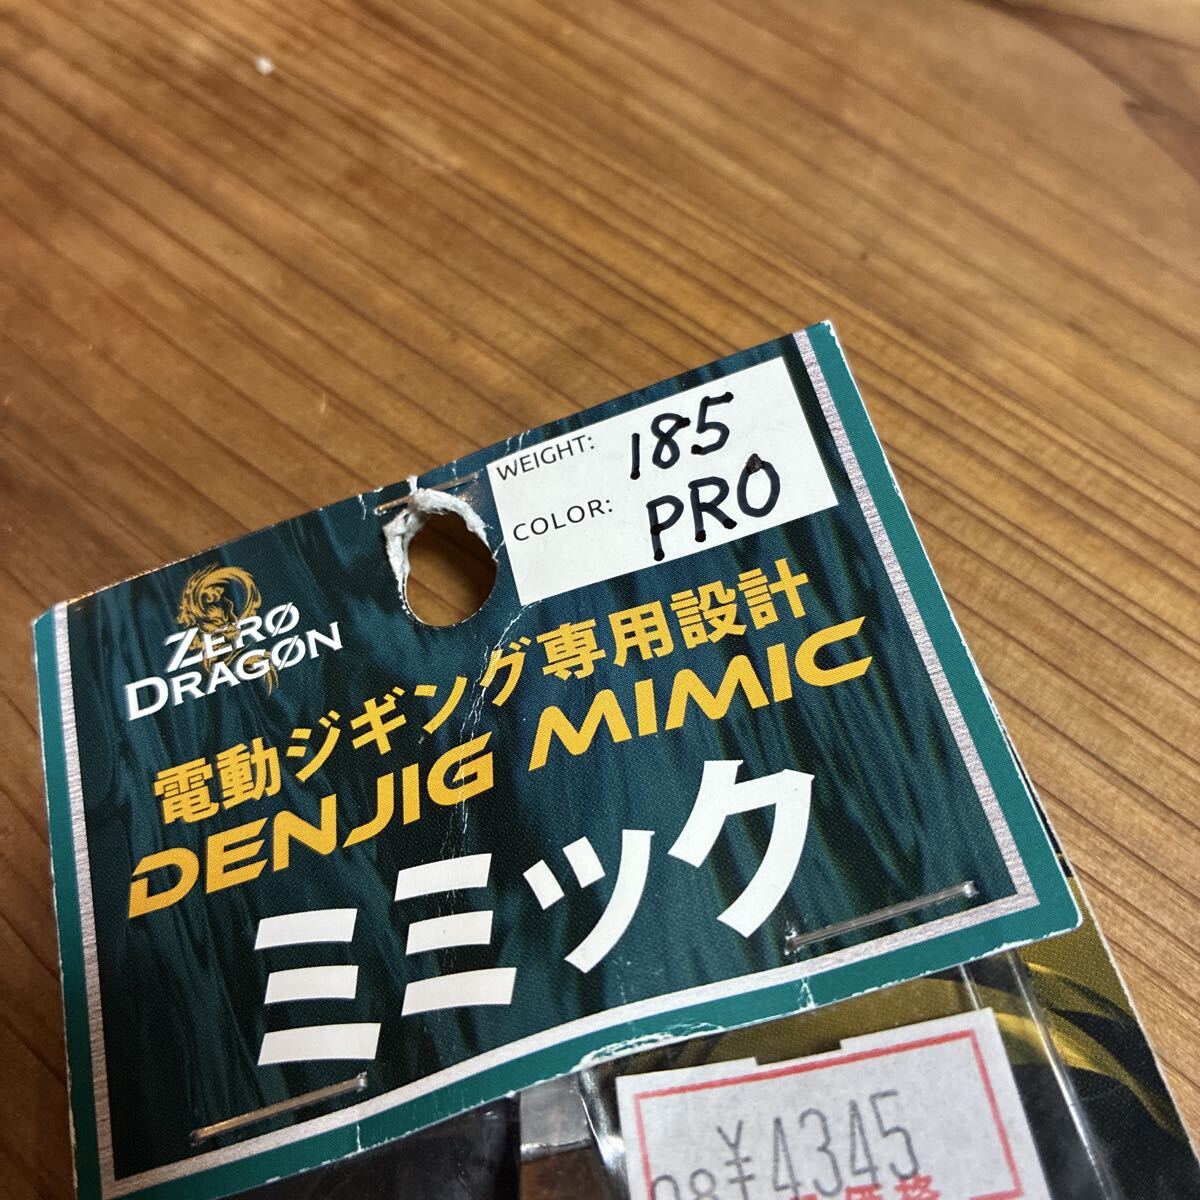 WEIGHT: 185
COLOR: PRO
ZERØ
DRAGØN
電動ジギング専用設計
DENJIG MIMIC
ミミック
¥4345